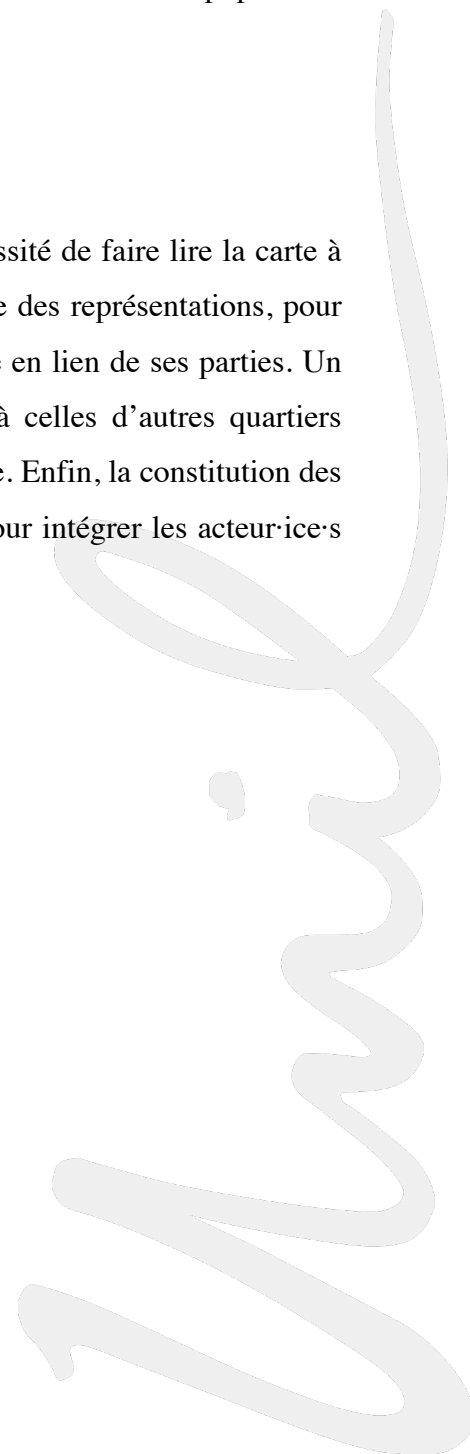 ssité de faire lire la carte à
e des représentations, pour
en lien de ses parties. Un
à celles d'autres quartiers
e. Enfin, la constitution des
our intégrer les acteur·ice·s
Unil